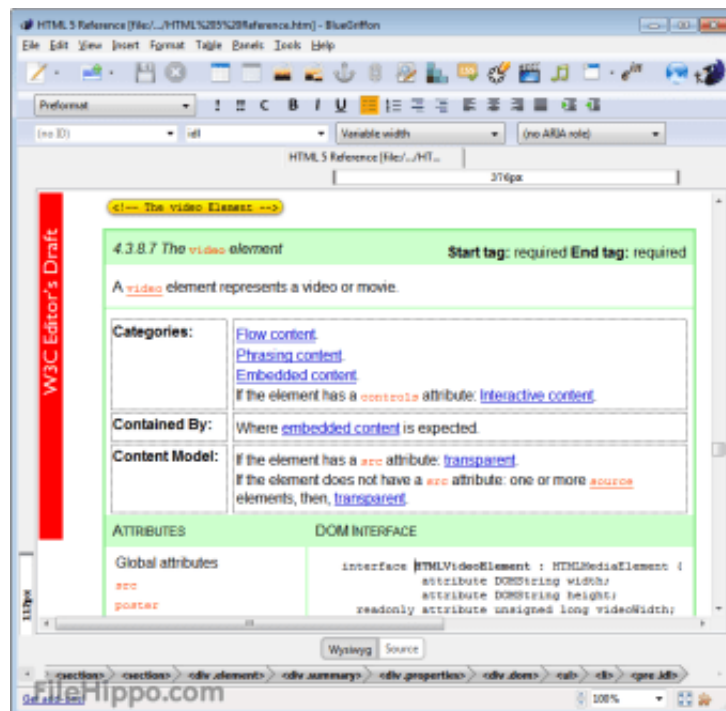 HTML 5 Reference [file:/.../HTML%205%20Reference.htm] - BlueGriffon
File Edit View Insert Format Table Panels Tools Help
Preformat
! !! C B I U
(no ID)
idl
Variable width
(no ARIA role)
HTML 5 Reference [file:/.../HT...
376px
W3C Editor's Draft
<!-- The video Element -->
4.3.8.7 The video element
Start tag: required End tag: required
A video element represents a video or movie.
Categories:
Flow content.
Phrasing content.
Embedded content.
If the element has a controls attribute: Interactive content.
Contained By:
Where embedded content is expected.
Content Model:
If the element has a src attribute: transparent.
If the element does not have a src attribute: one or more source
elements, then, transparent.
ATTRIBUTES
DOM INTERFACE
Global attributes
src
poster
interface HTMLVideoElement : HTMLMediaElement {
attribute DOMString width;
attribute DOMString height;
readonly attribute unsigned long videoWidth;
Wysiwyg Source
<section> <section> <div.element> <div.summary> <div.properties> <div.dom> <ul> <li> <pre.idl>
FileHippo.com
100%